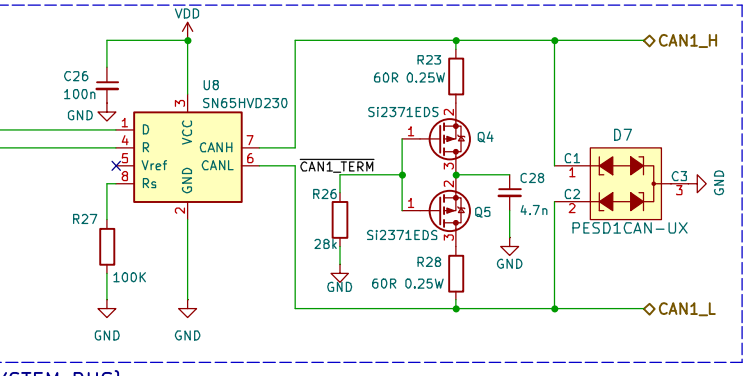 VDD
CAN1_H
C26
100n
GND
U8
SN65HVD230
3
1
D
VCC
CANH
7
4
R
5
Vref
CANL
6
8
Rs
GND
2
R27
100K
GND
GND
R23
60R 0.25W
Si2371EDS
2
1
Q4
3
CAN1_TERM
R26
28k
GND
2
1
Q5
3
Si2371EDS
C28
4.7n
GND
R28
60R 0.25W
D7
C1
1
C2
2
C3
3
GND
PESD1CAN-UX
CAN1_L